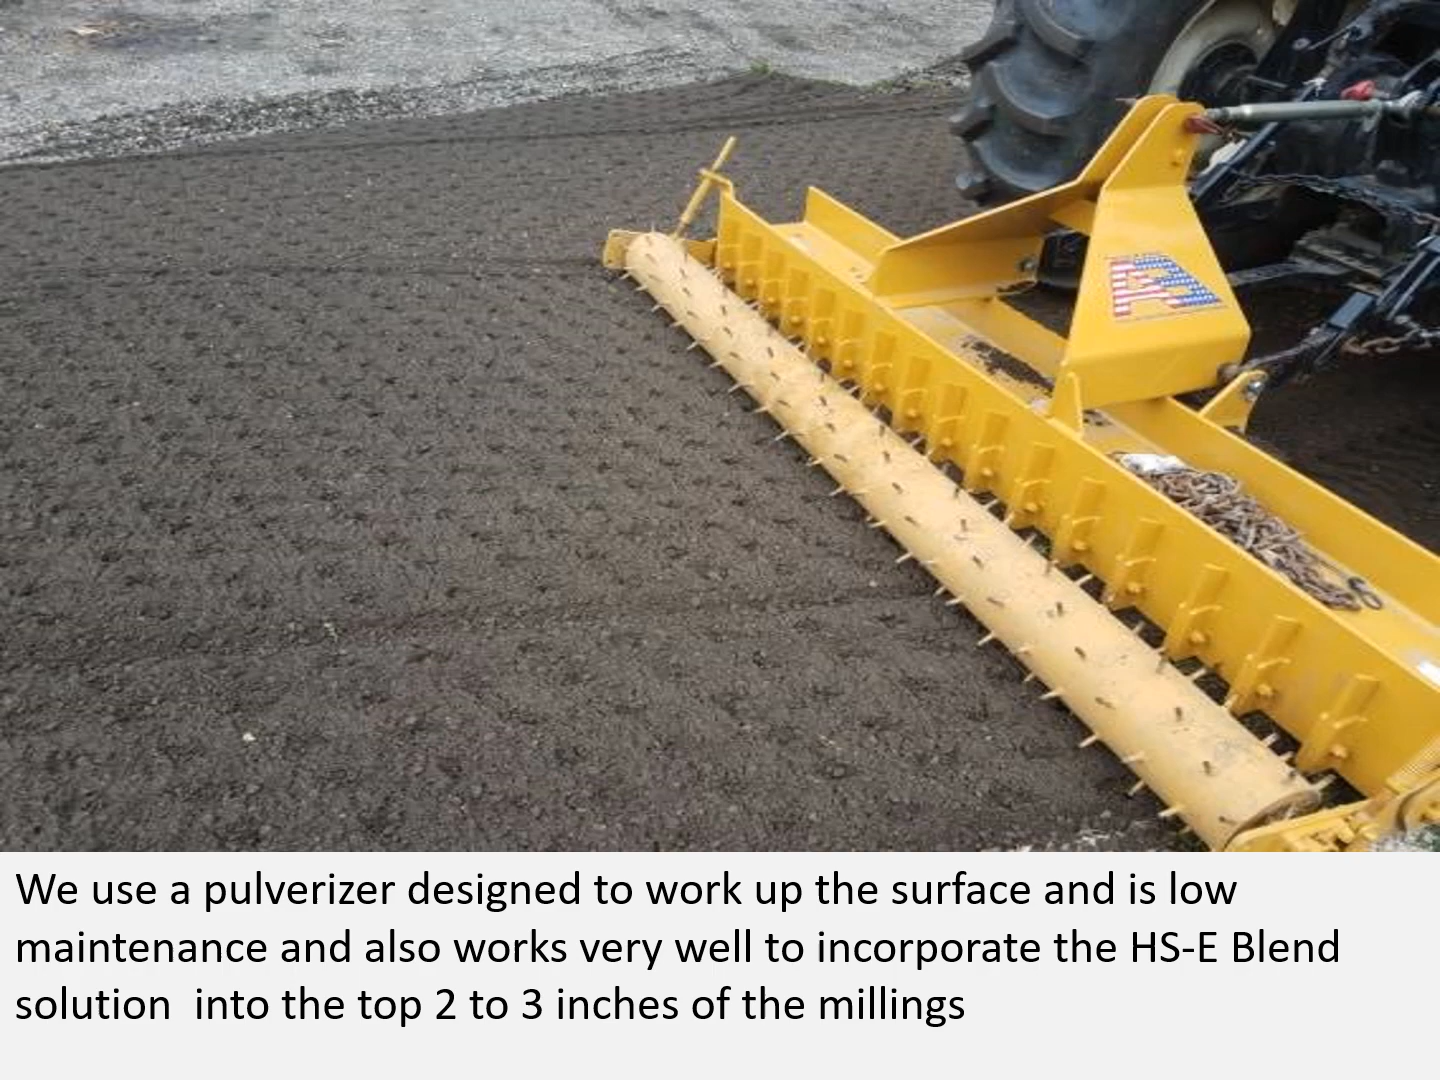 We use a pulverizer designed to work up the surface and is low
maintenance and also works very well to incorporate the HS-E Blend
solution  into the top 2 to 3 inches of the millings